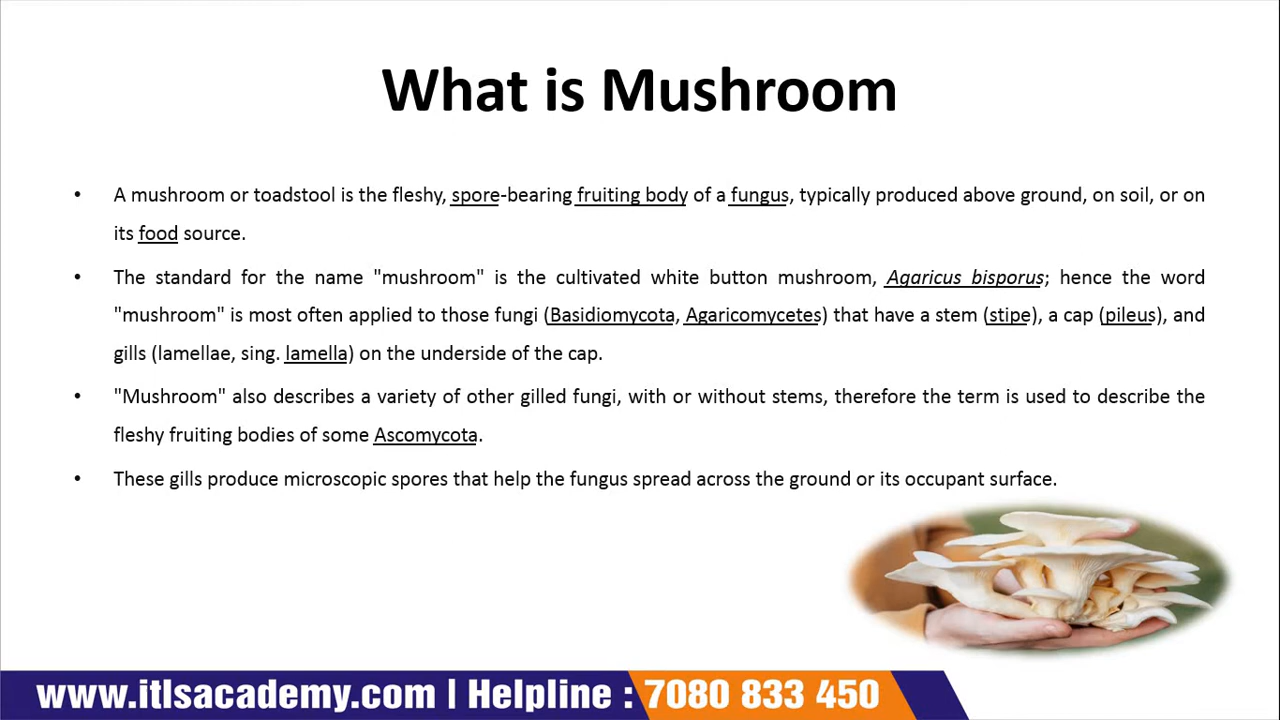 What is Mushroom
• A mushroom or toadstool is the fleshy, spore-bearing fruiting body of a fungus, typically produced above ground, on soil, or on
its food source.
• The standard for the name "mushroom" is the cultivated white button mushroom, Agaricus bisporus; hence the word
"mushroom" is most often applied to those fungi (Basidiomycota, Agaricomycetes) that have a stem (stipe), a cap (pileus), and
gills (lamellae, sing. lamella) on the underside of the cap.
• "Mushroom" also describes a variety of other gilled fungi, with or without stems, therefore the term is used to describe the
fleshy fruiting bodies of some Ascomycota.
• These gills produce microscopic spores that help the fungus spread across the ground or its occupant surface.
www.itlsacademy.com | Helpline : 7080 833 450